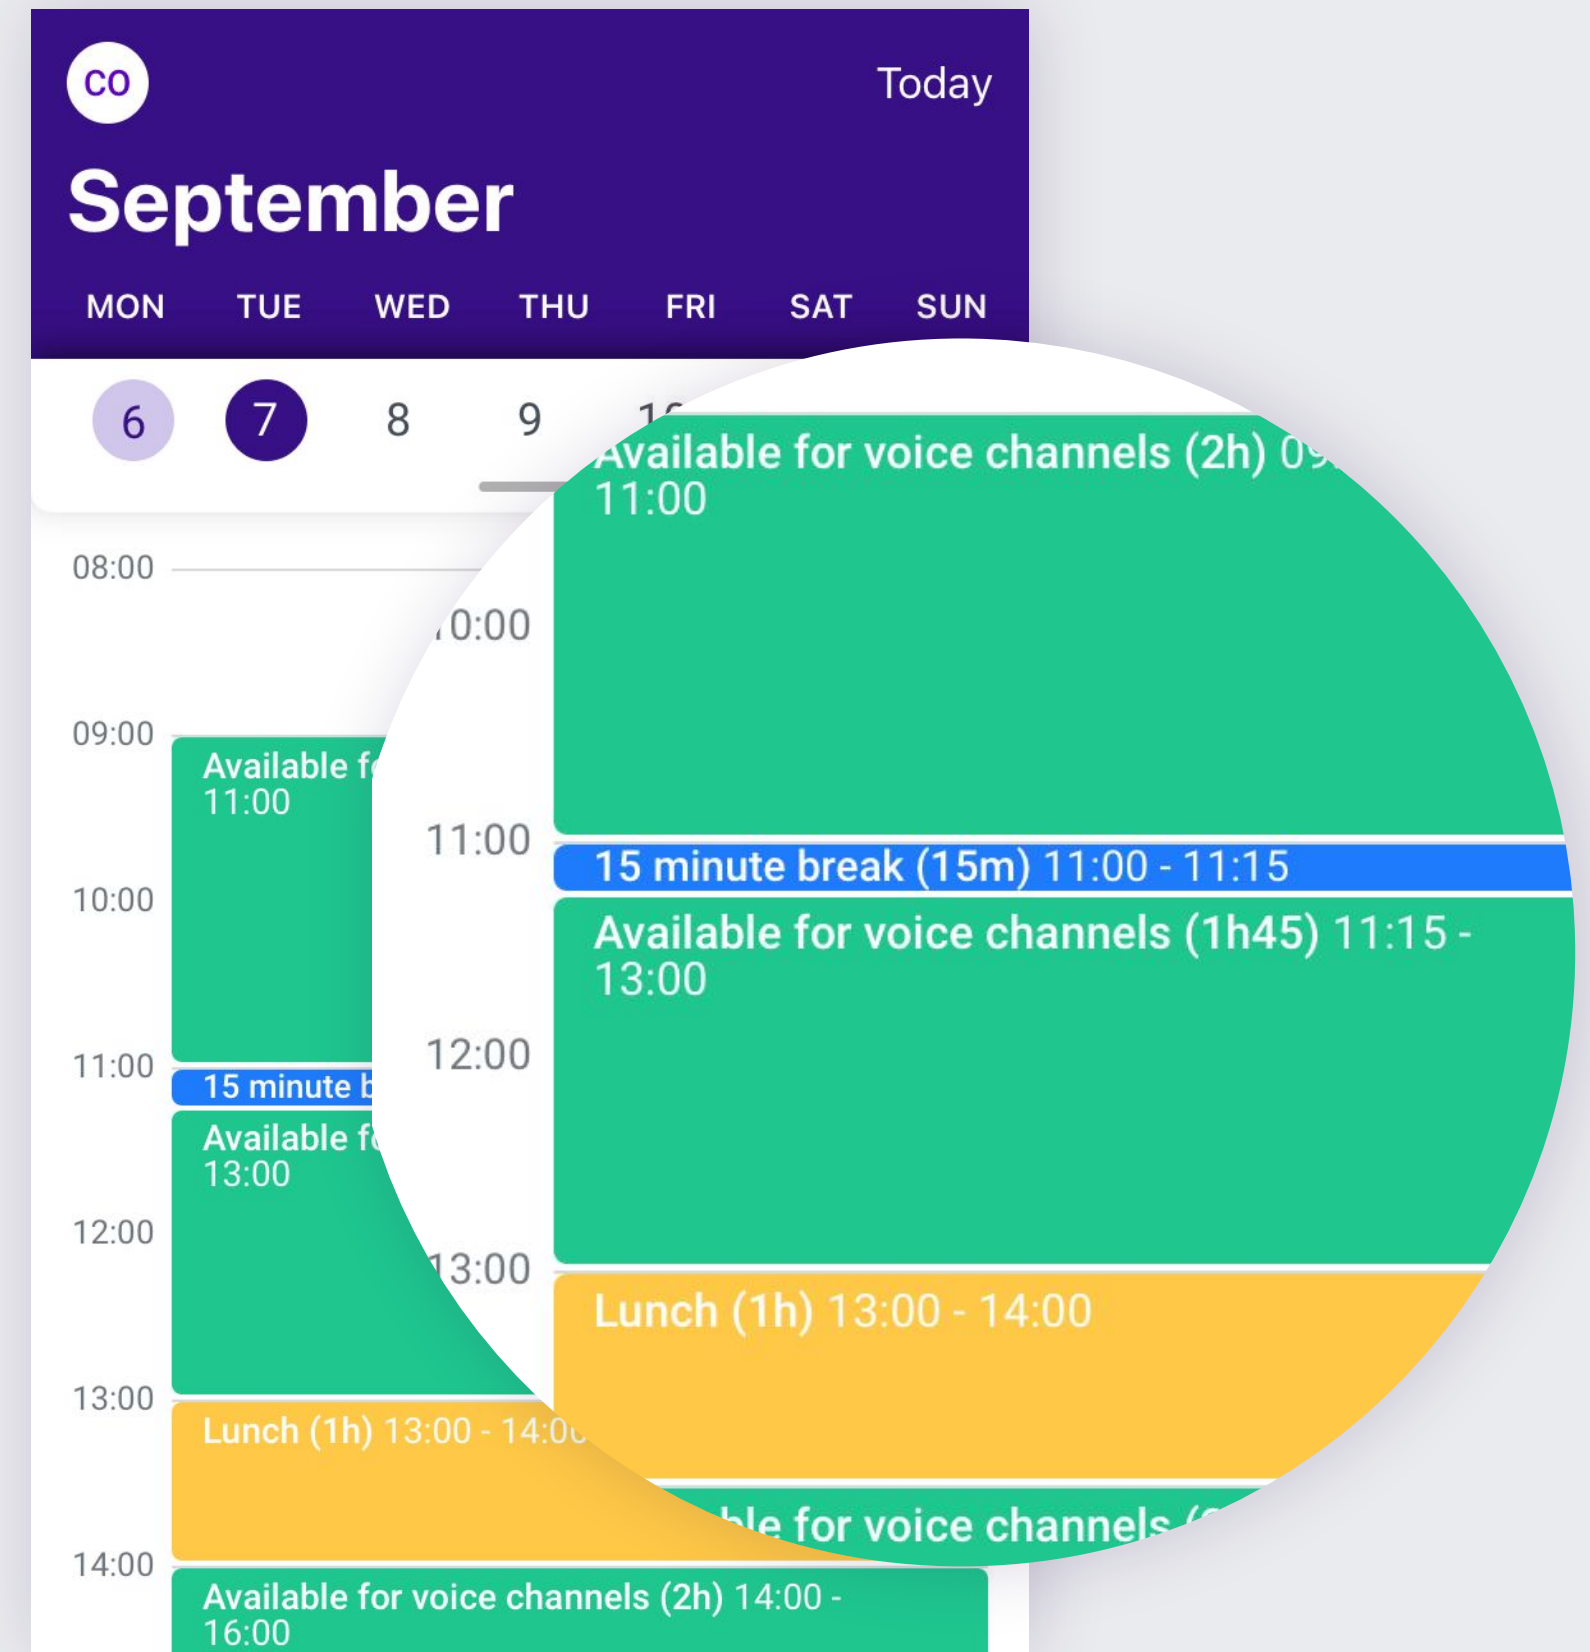 CO
Today
September
MON TUE WED THU FRI SAT SUN
6 7 8 9
08:00
09:00
Available
11:00
10:00
11:00
15 minute
Available
13:00
12:00
13:00
Lunch (1h) 13:00 -
14:00
Available for voice channels (2h) 14:00 -
16:00
Available for voice channels (2h)
11:00
10:00
11:00
15 minute break (15m) 11:00 - 11:15
Available for voice channels (1h45) 11:15 -
13:00
12:00
13:00
Lunch (1h) 13:00 - 14:00
for voice channels